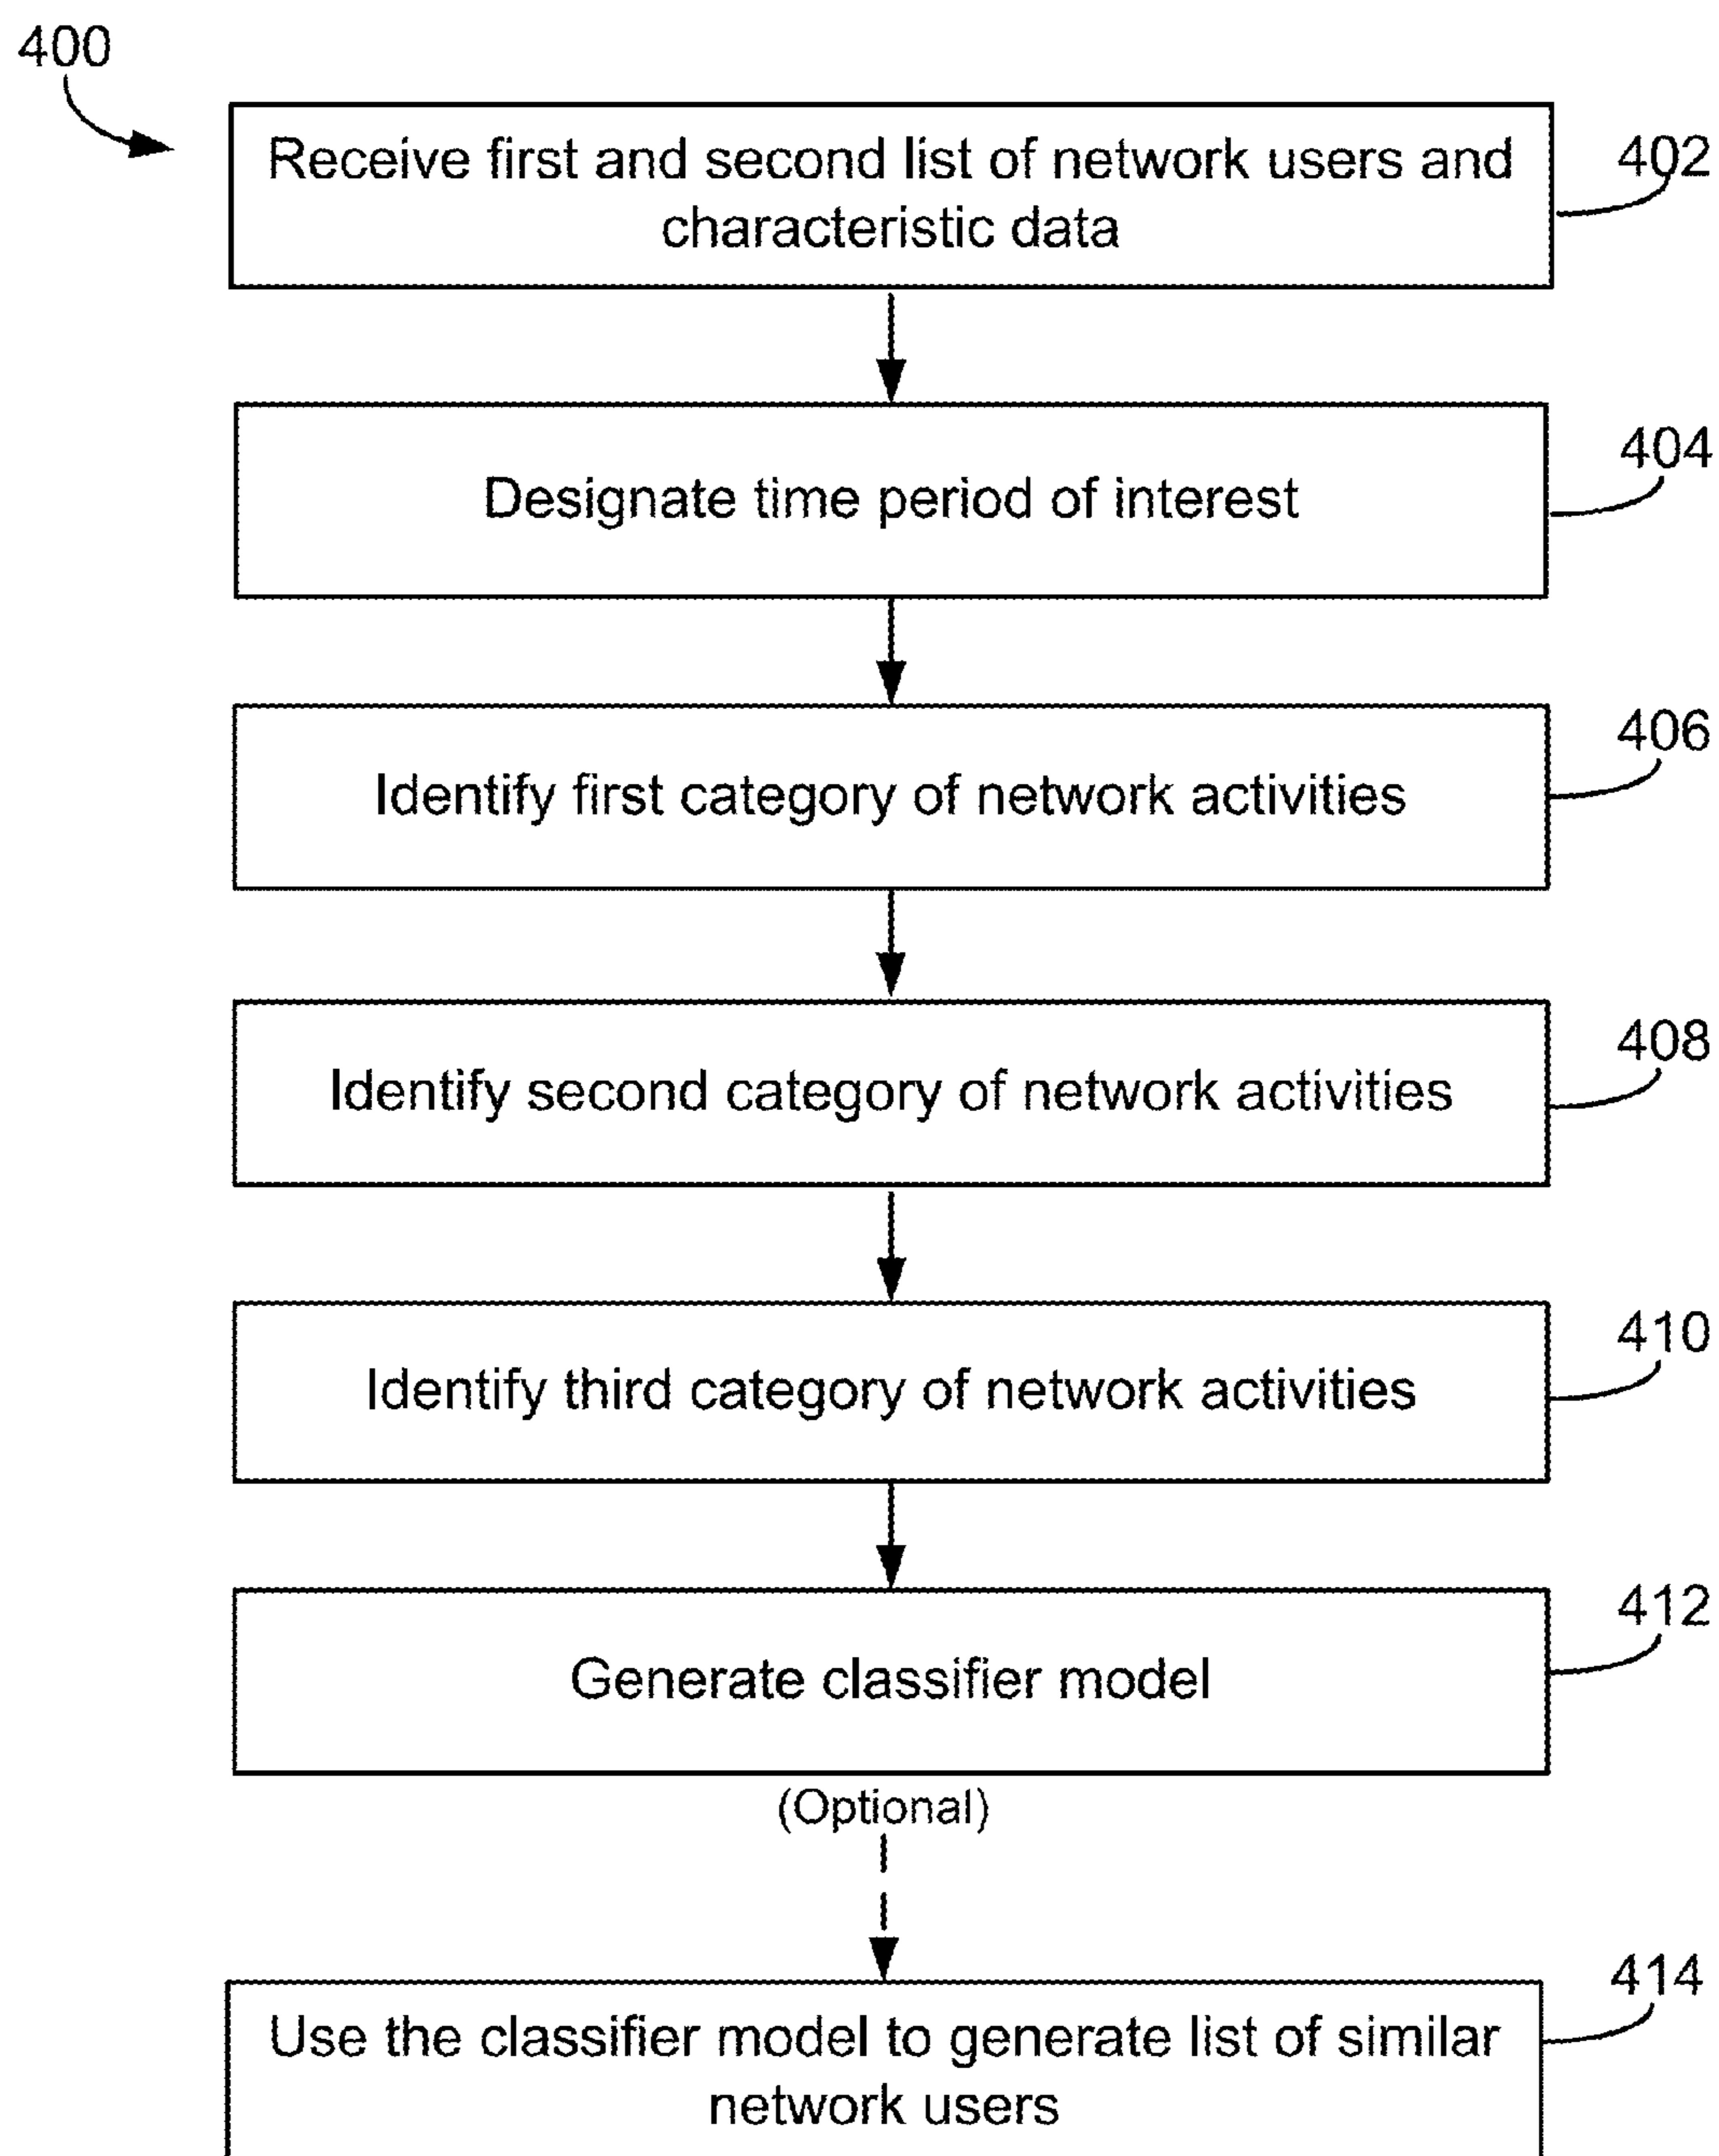 400
Receive first and second list of network users and
characteristic data
402
Designate time period of interest
404
Identify first category of network activities
406
Identify second category of network activities
408
Identify third category of network activities
410
Generate classifier model
412
(Optional)
Use the classifier model to generate list of similar
network users
414